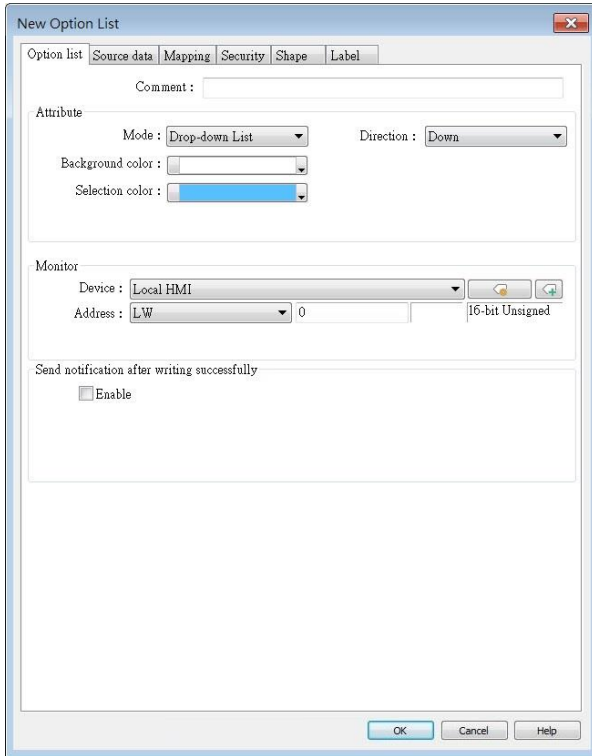 New Option List
Option list Source data Mapping Security Shape Label
Comment :
Attribute
Mode : Drop-down List Direction : Down
Background color :
Selection color :
Monitor
Device : Local HMI
Address : LW 0 16-bit Unsigned
Send notification after writing successfully
Enable
OK Cancel Help